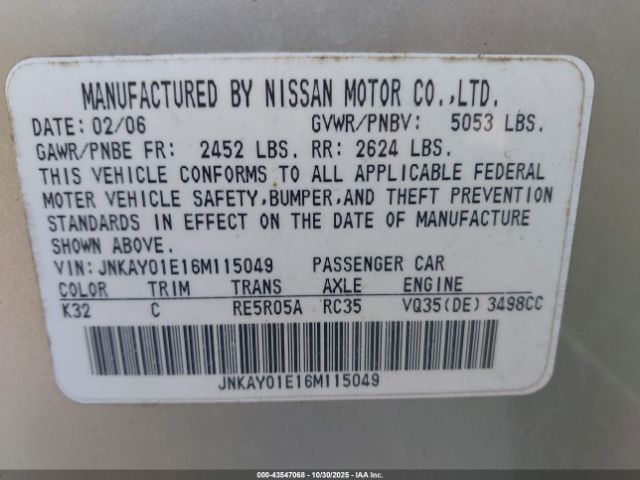 MANUFACTURED BY NISSAN MOTOR CO.,LTD.
DATE: 02/06 GVWR/PNBV: 5053 LBS.
GAWR/PNBE FR: 2452 LBS. RR: 2624 LBS.
THIS VEHICLE CONFORMS TO ALL APPLICABLE FEDERAL
MOTER VEHICLE SAFETY,BUMPER,AND THEFT PREVENTION
STANDARDS IN EFFECT ON THE DATE OF MANUFACTURE
SHOWN ABOVE.
VIN: JNKAY01E16M115049 PASSENGER CAR
COLOR TRIM TRANS AXLE ENGINE
K32 C RE5R05A RC35 VQ35(DE) 3498CC
JNKAY01E16M115049
000-43547068 - 10/30/2025 - IAA Inc.